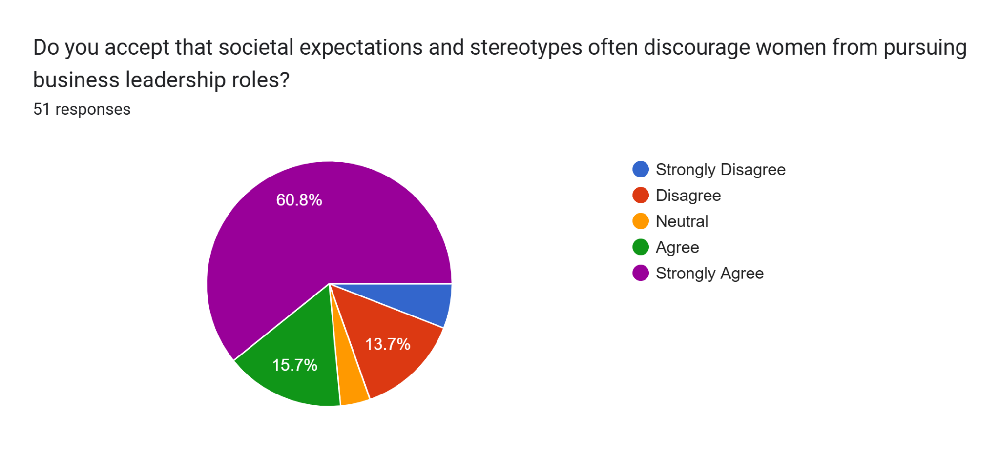 Do you accept that societal expectations and stereotypes often discourage women from pursuing
business leadership roles?
51 responses
Strongly Disagree
Disagree
Neutral
Agree
Strongly Agree
60.8%
13.7%
15.7%